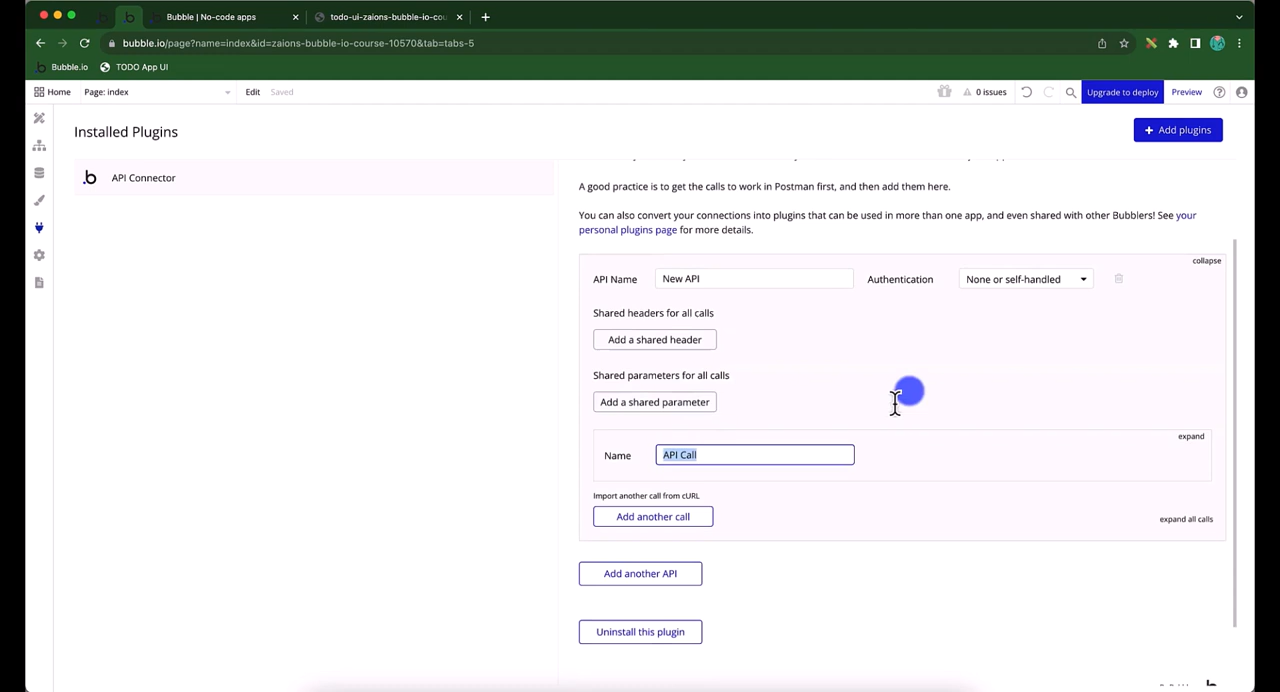 Bubble | No-code apps
todo-ui-zaions-bubble-io-cou
bubble.io/page?name=index&id=zaions-bubble-io-course-10570&tab=tabs-5
Bubble.io TODO App UI
Home Page: index Edit Saved 0 issues Upgrade to deploy Preview
Installed Plugins
Add plugins
API Connector
A good practice is to get the calls to work in Postman first, and then add them here.
You can also convert your connections into plugins that can be used in more than one app, and even shared with other Bubblers! See your
personal plugins page for more details.
collapse
API Name New API Authentication None or self-handled
Shared headers for all calls
Add a shared header
Shared parameters for all calls
Add a shared parameter
expand
Name API Call
Import another call from cURL
Add another call
expand all calls
Add another API
Uninstall this plugin